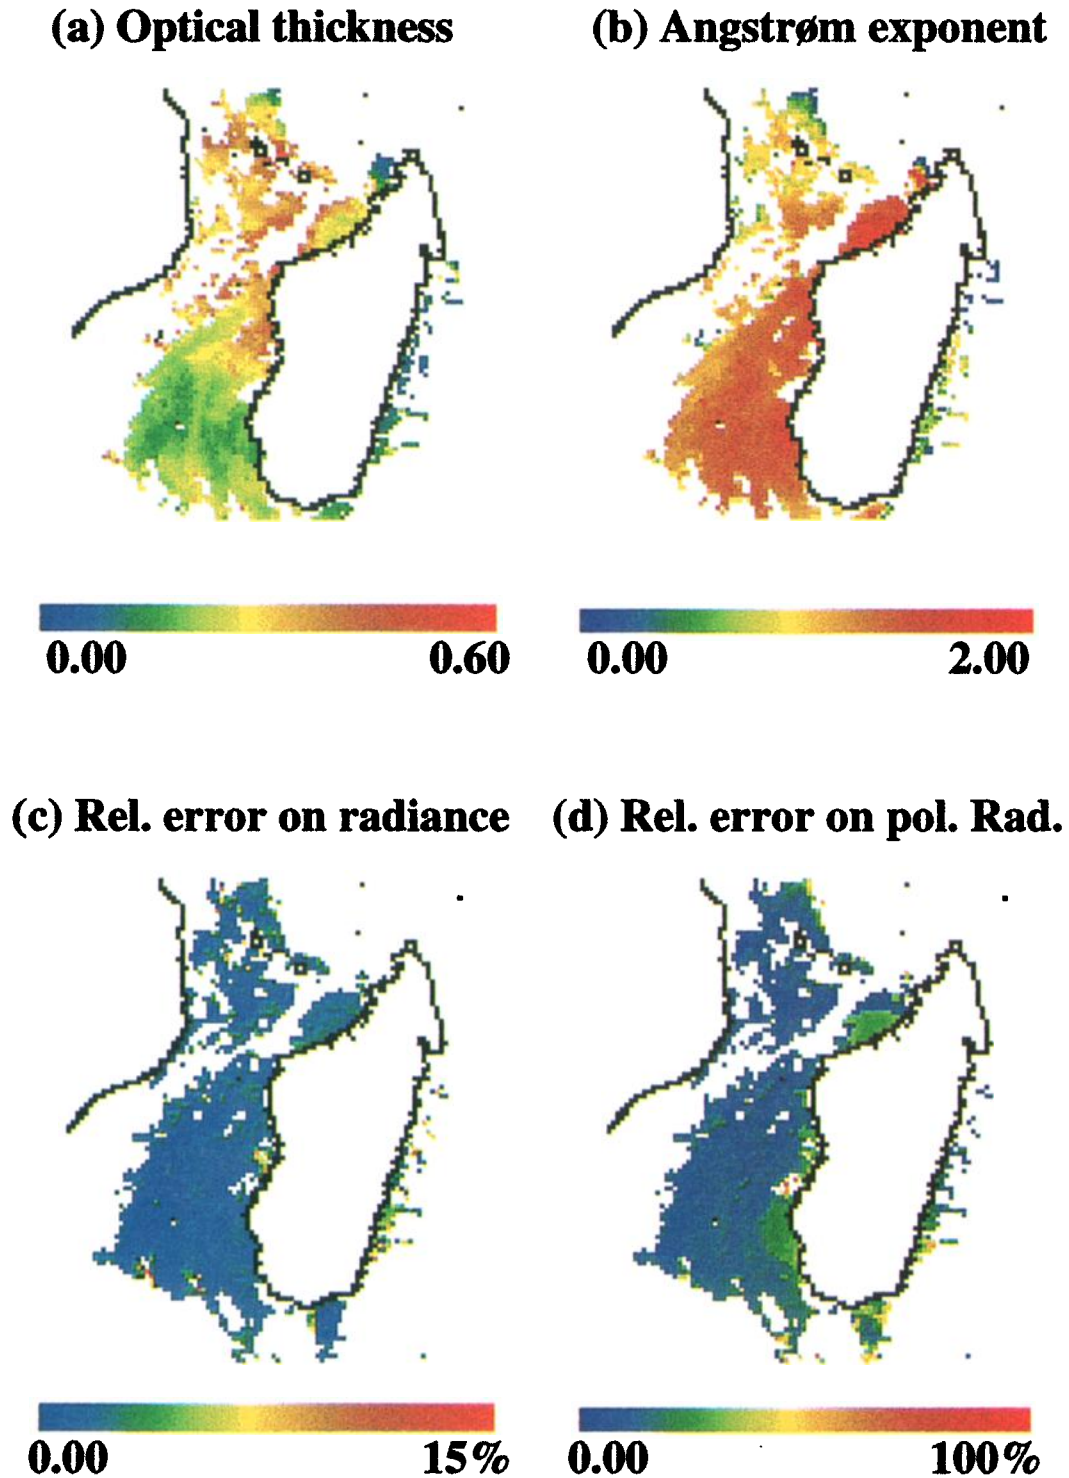 (a) Optical thickness
(b) Angstrøm exponent
0.00 0.60
0.00 2.00
(c) Rel. error on radiance
(d) Rel. error on pol. Rad.
0.00 15%
0.00 100%